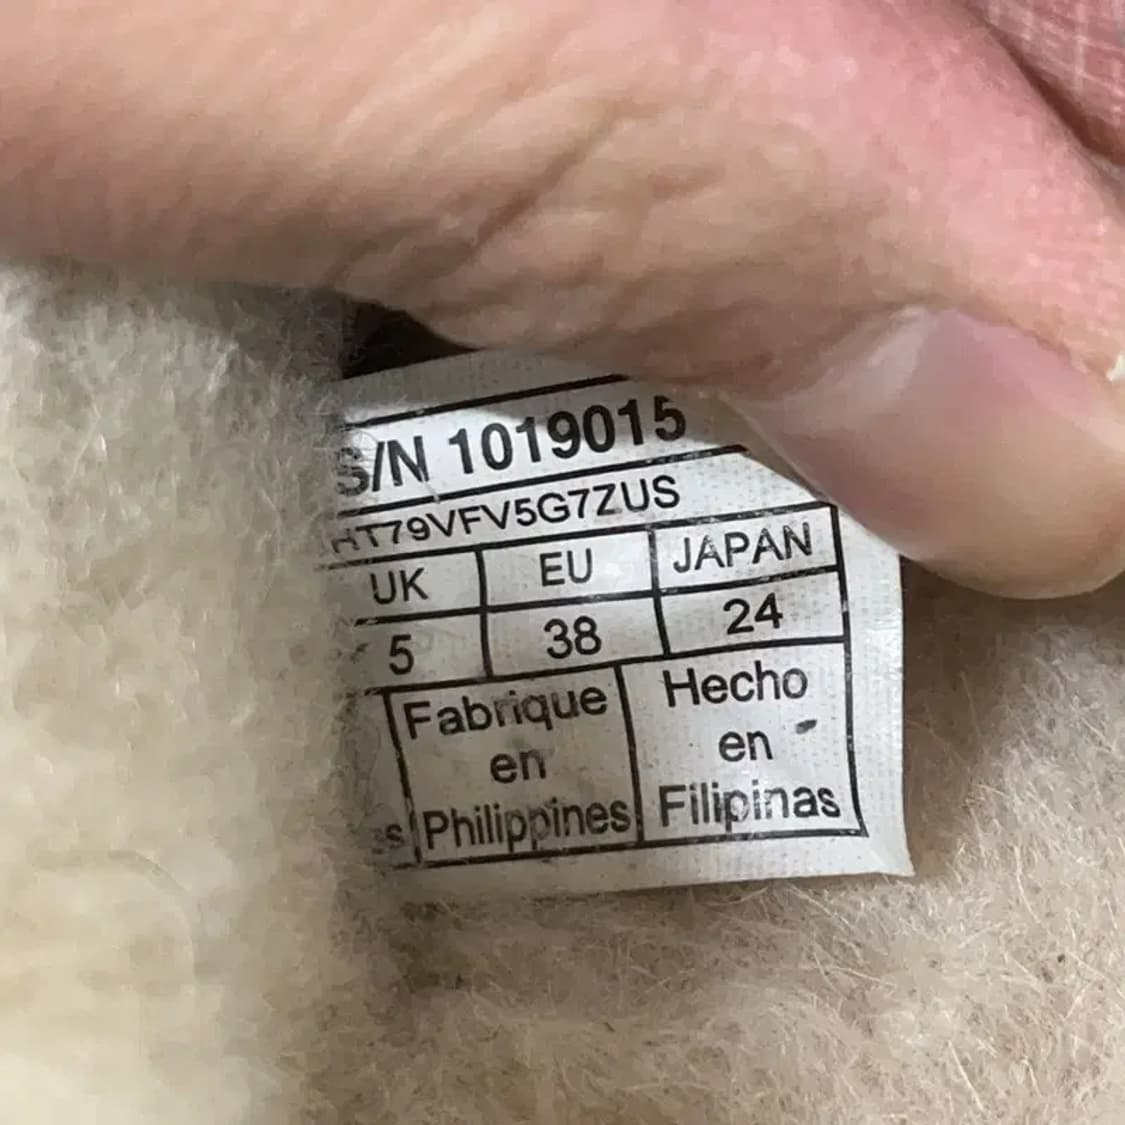 S/N 1019015
HT79VFV5G7ZUS
UK EU JAPAN
5 38 24
Fabrique Hecho
en en
Philippines Filipinas